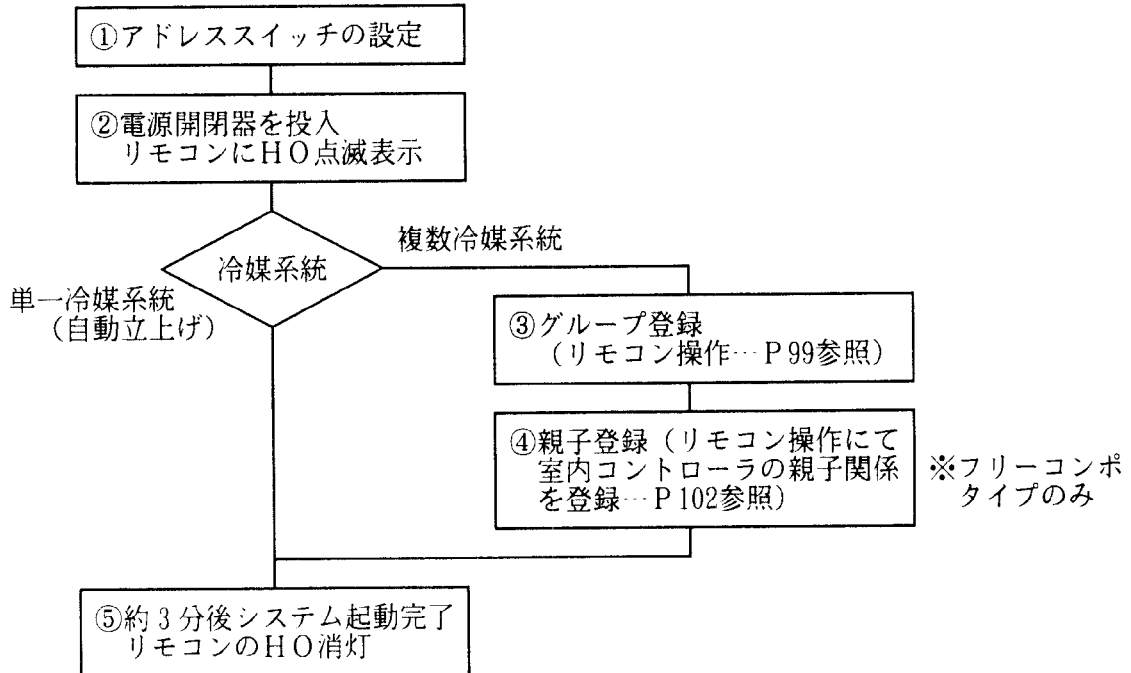 ①アドレススイッチの設定
②電源開閉器を投入
リモコンにHO点滅表示
冷媒系統
複数冷媒系統
単一冷媒系統
（自動立上げ）
③グループ登録
（リモコン操作…P99参照）
④親子登録（リモコン操作にて
室内コントローラの親子関係
を登録…P102参照）
※フリーコンポ
タイプのみ
⑤約3分後システム起動完了
リモコンのHO消灯